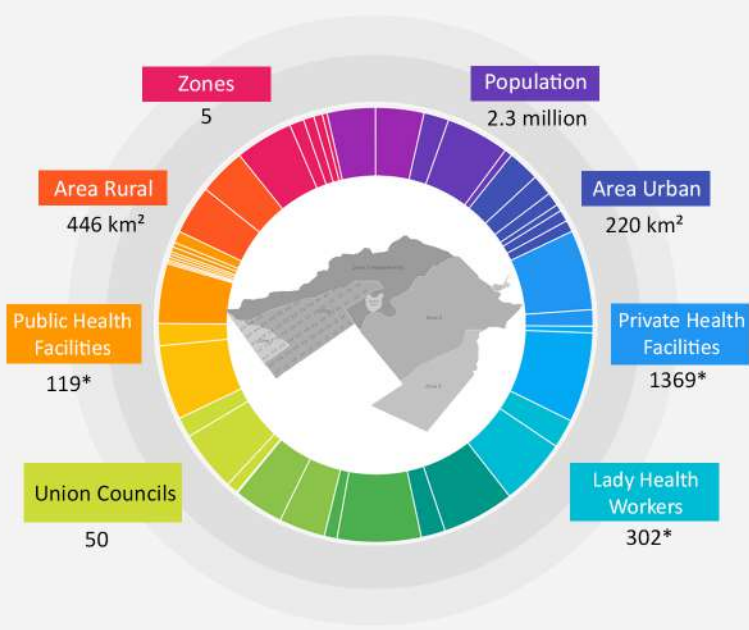 Zones
5
Population
2.3 million
Area Rural
446 km²
Area Urban
220 km²
Public Health
Facilities
119*
Private Health
Facilities
1369*
Union Councils
50
Lady Health
Workers
302*